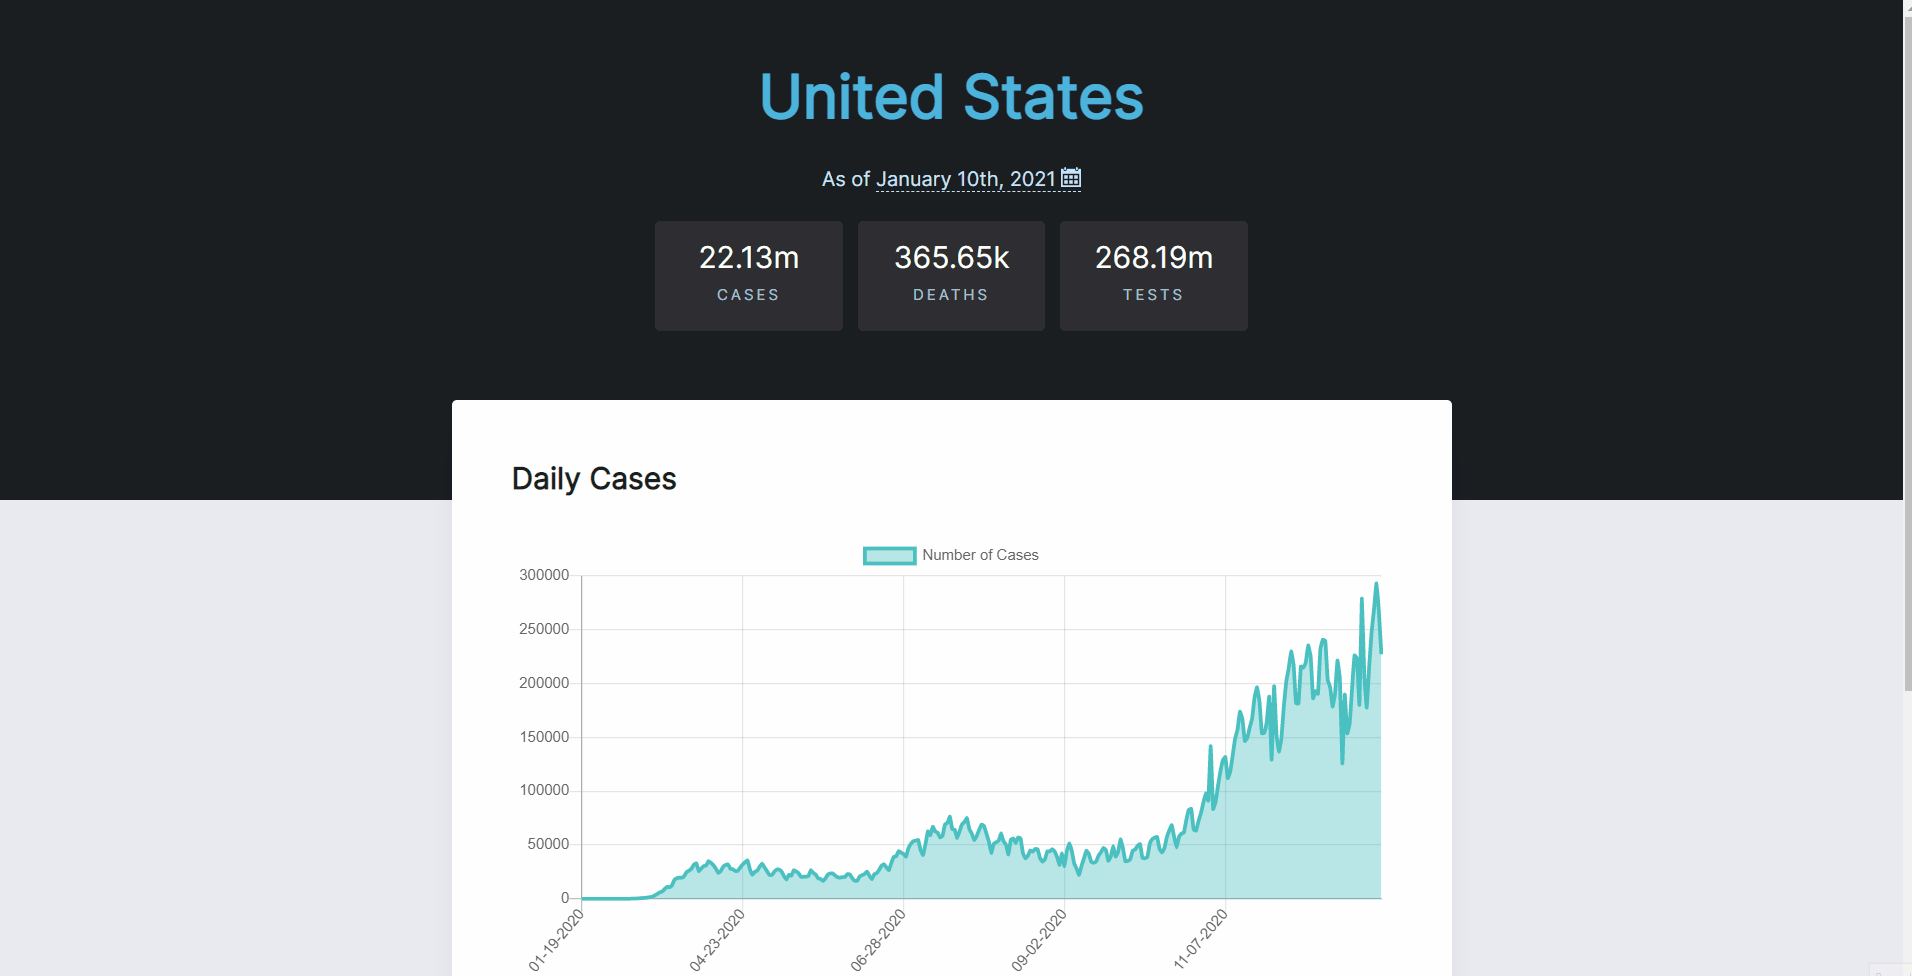 United States
As of January 10th, 2021
22.13m 365.65k 268.19m
CASES DEATHS TESTS
Daily Cases
Number of Cases
300000
250000
200000
150000
100000
50000
0
01-19-2020 04-23-2020 06-28-2020 09-02-2020 11-07-2020